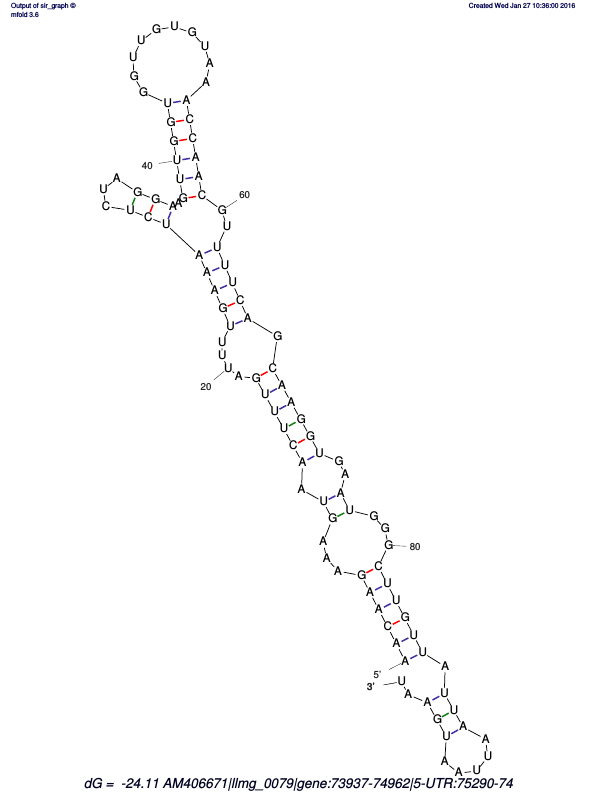 Output of sir_graph ©
mfold 3.6
Created Wed Jan 27 10:36:00 2016
5'
A A C A A G A A A G U A A C U U U G A U
20
U U U G A A A U C U C U A G G A A G U U
40
G G U G G U U G U G U A A A C C A A C G
60
U U U U C A G C A A G G U G A A U G G G
80
C U U G U U A U U A A U U A A U G A A U
3'
dG = -24.11 AM406671|llmg_0079|gene:73937-74962|5-UTR:75290-74